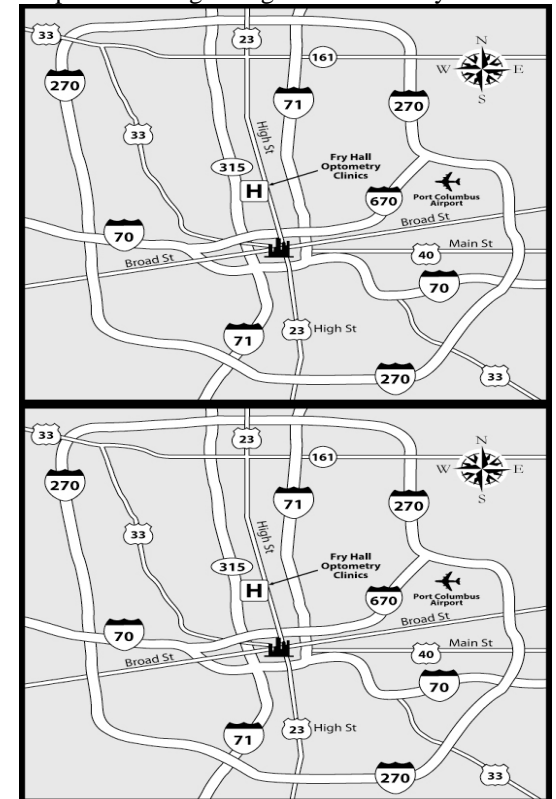 33
23
161
N
W E
S
270
71
270
High St
33
315
Fry Hall
Optometry
Clinics
H
670
Port Columbus
Airport
70
Broad St
Main St
40
Broad St
70
71
23 High St
270
33
33
23
161
N
W E
S
270
71
270
High St
33
315
Fry Hall
Optometry
Clinics
H
670
Port Columbus
Airport
70
Broad St
Main St
40
Broad St
70
71
23 High St
270
33